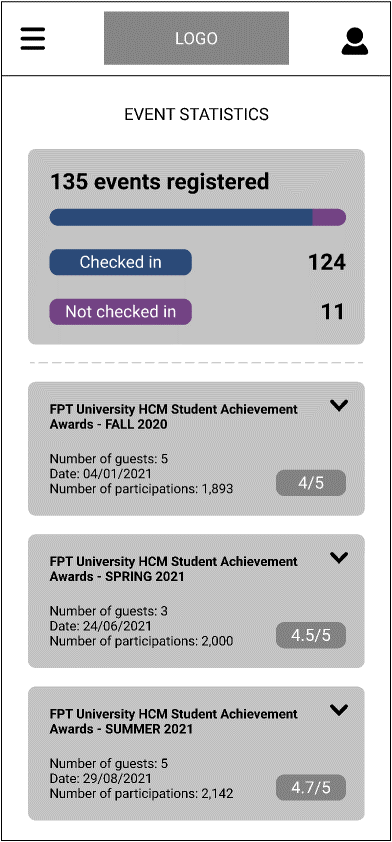 LOGO
EVENT STATISTICS
135 events registered
Checked in
124
Not checked in
11
FPT University HCM Student Achievement
Awards - FALL 2020
Number of guests: 5
Date: 04/01/2021
Number of participations: 1,893
4/5
FPT University HCM Student Achievement
Awards - SPRING 2021
Number of guests: 3
Date: 24/06/2021
Number of participations: 2,000
4.5/5
FPT University HCM Student Achievement
Awards - SUMMER 2021
Number of guests: 5
Date: 29/08/2021
Number of participations: 2,142
4.7/5